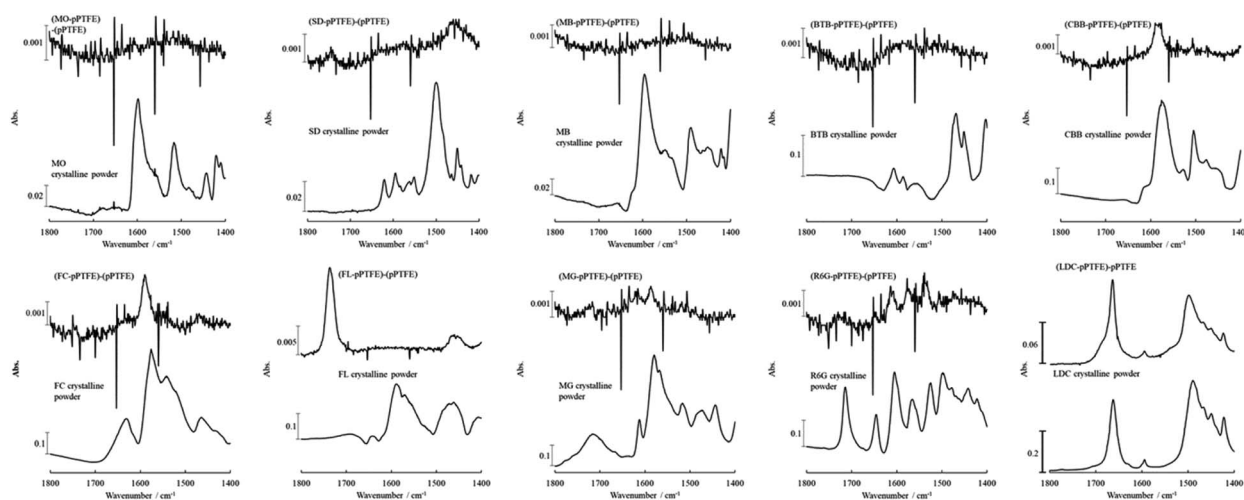 (MO-pPTFE)
-(pPTFE)
0.001
Abs.
MO
crystalline powder
0.02
1800 1700 1600 1500 1400
Wavenumber / cm-1
(SD-pPTFE)-(pPTFE)
0.001
Abs.
SD crystalline powder
0.02
1800 1700 1600 1500 1400
Wavenumber / cm-1
(MB-pPTFE)-(pPTFE)
0.001
Abs.
MB
crystalline powder
0.02
1800 1700 1600 1500 1400
Wavenumber / cm-1
(BTB-pPTFE)-(pPTFE)
0.001
Abs.
BTB crystalline powder
0.1
1800 1700 1600 1500 1400
Wavenumber / cm-1
(CBB-pPTFE)-(pPTFE)
0.001
Abs.
CBB crystalline powder
0.1
1800 1700 1600 1500 1400
Wavenumber / cm-1
(FC-pPTFE)-(pPTFE)
0.001
Abs.
FC crystalline
powder
0.1
1800 1700 1600 1500 1400
Wavenumber / cm-1
(FL-pPTFE)-(pPTFE)
0.005
Abs.
FL crystalline powder
0.1
1800 1700 1600 1500 1400
Wavenumber / cm-1
(MG-pPTFE)-(pPTFE)
0.001
Abs.
MG crystalline
powder
0.1
1800 1700 1600 1500 1400
Wavenumber / cm-1
(R6G-pPTFE)-(pPTFE)
0.001
Abs.
R6G crystalline
powder
0.1
1800 1700 1600 1500 1400
Wavenumber / cm-1
(LDC-pPTFE)-pPTFE
0.06
Abs.
LDC crystalline powder
0.2
1800 1700 1600 1500 1400
Wavenumber / cm-1